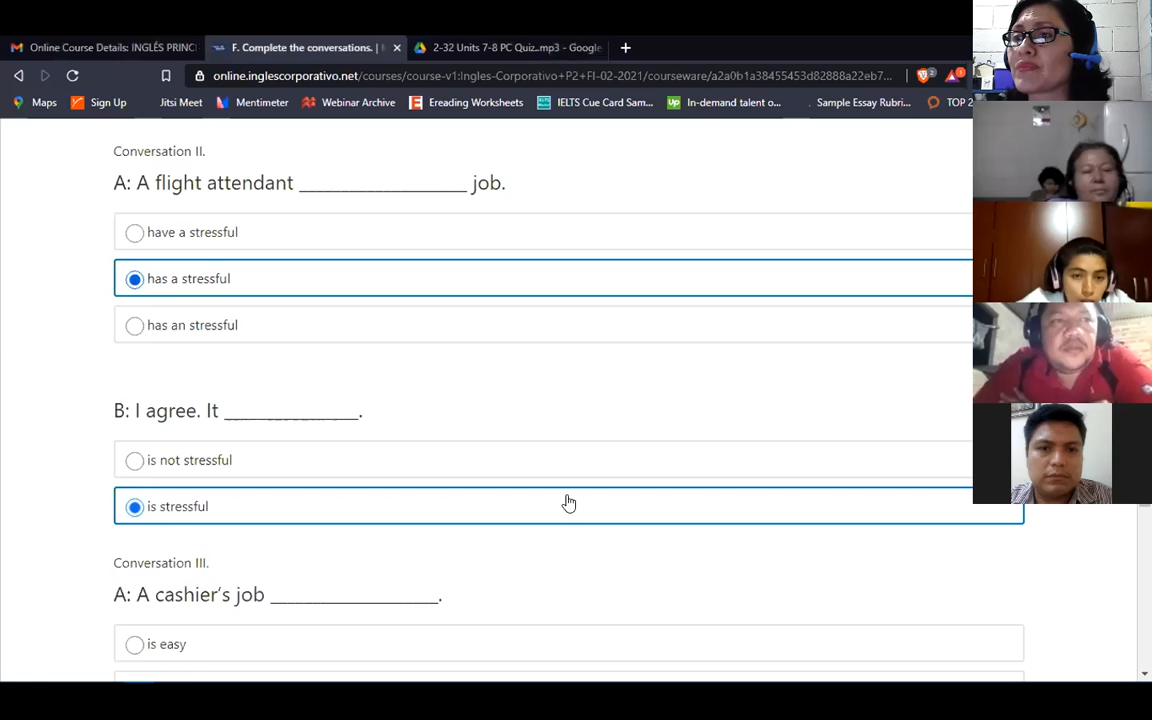 Online Course Details: INGLÉS PRINC
F. Complete the conversations. |
2-32 Units 7-8 PC Quiz..mp3 - Google
online.inglescorporativo.net/courses/course-v1:Ingles-Corporativo+P2+FI-02-2021/courseware/a2a0b1a38455453d82888a22eb7...
Maps
Sign Up
Jitsi Meet
Mentimeter
Webinar Archive
Ereading Worksheets
IELTS Cue Card Sam...
In-demand talent o...
Sample Essay Rubri...
TOP 2
Conversation II.
A: A flight attendant __________________ job.
have a stressful
has a stressful
has an stressful
B: I agree. It ______________.
is not stressful
is stressful
Conversation III.
A: A cashier's job __________________.
is easy